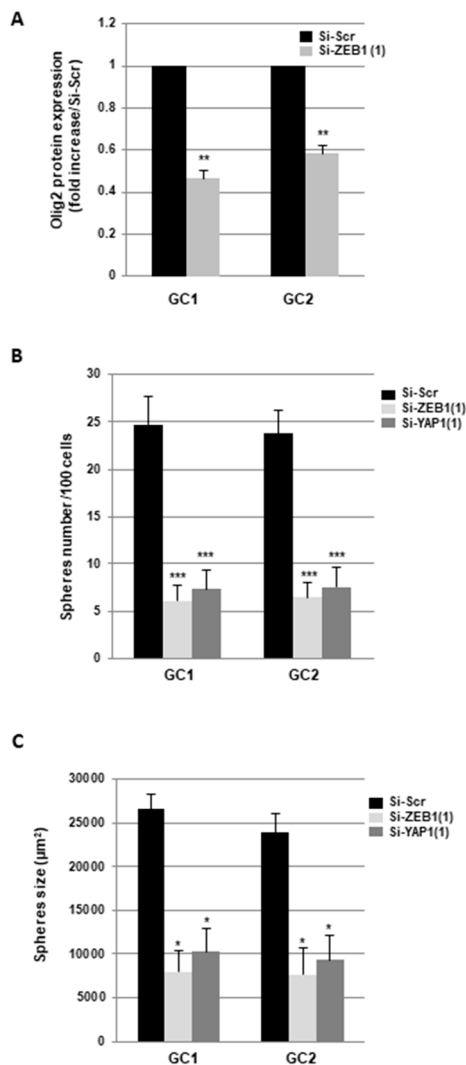 A
Si-Scr
Si-ZEB1 (1)
Olig2 protein expression
(fold increase/Si-Scr)
1.2
1
0.8
0.6
0.4
0.2
0
**
**
GC1
GC2
B
Si-Scr
Si-ZEB1(1)
Si-YAP1(1)
Spheres number/100 cells
30
25
20
15
10
5
0
***
***
***
***
GC1
GC2
C
Si-Scr
Si-ZEB1(1)
Si-YAP1(1)
Spheres size (µm²)
30000
25000
20000
15000
10000
5000
0
*
*
*
*
GC1
GC2